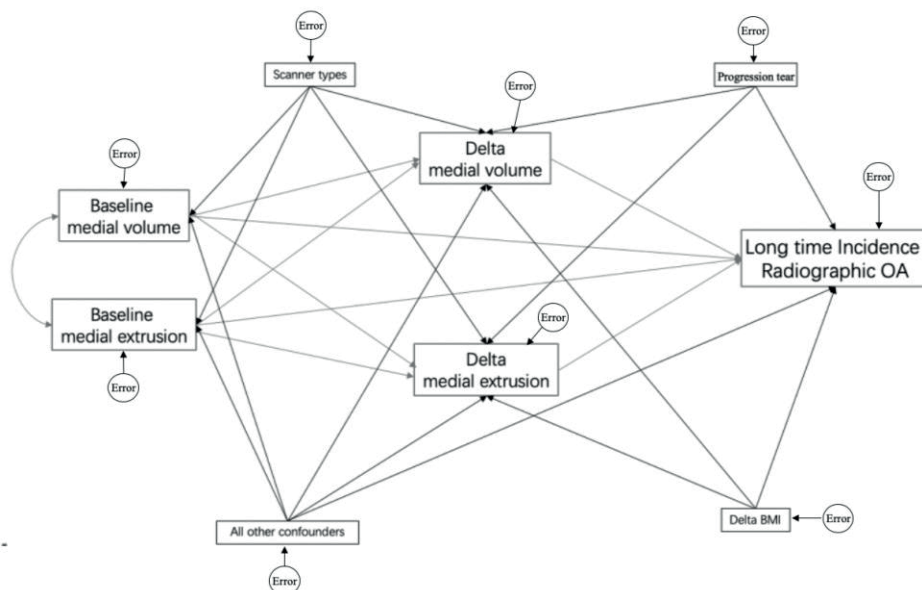 Error
Error
Scanner types
Progression tear
Error
Delta
medial volume
Error
Error
Baseline
medial volume
Long time Incidence
Radiographic OA
Baseline
medial extrusion
Error
Delta
medial extrusion
Error
All other confounders
Delta BMI
Error
Error